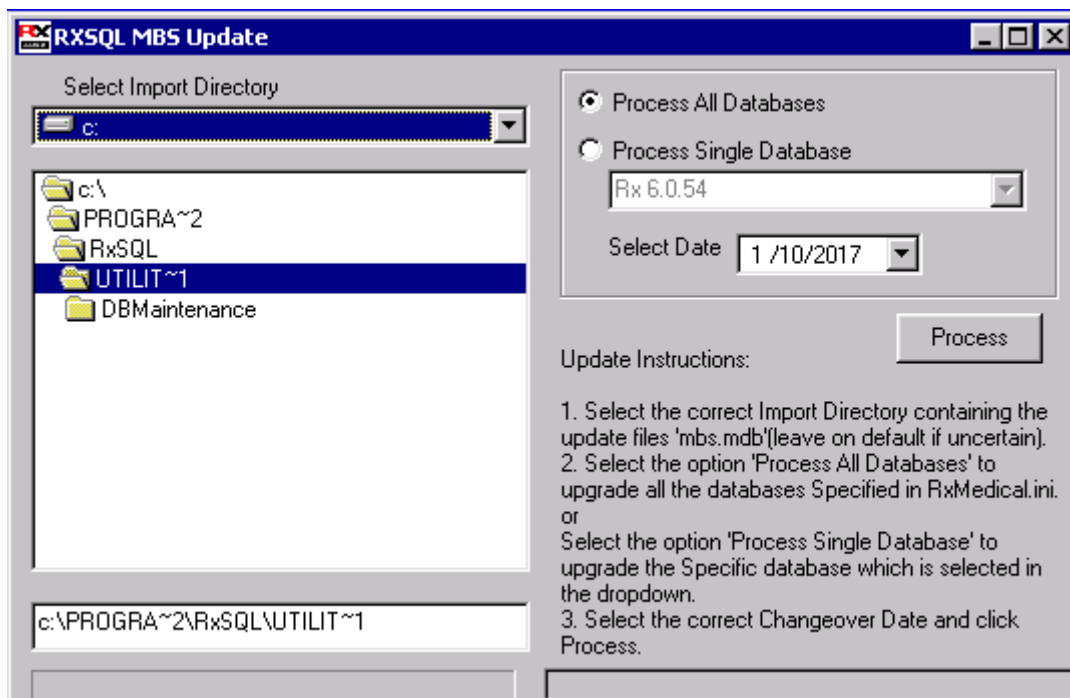 RXSQL MBS Update
Select Import Directory
c:
c:\
PROGRA~2
RxSQL
UTILIT~1
DBMaintenance
c:\PROGRA~2\RxSQL\UTILIT~1
Process All Databases
Process Single Database
Rx 6.0.54
Select Date 1 /10/2017
Process
Update Instructions:
1. Select the correct Import Directory containing the
update files 'mbs.mdb'(leave on default if uncertain).
2. Select the option 'Process All Databases' to
upgrade all the databases Specified in RxMedical.ini.
or
Select the option 'Process Single Database' to
upgrade the Specific database which is selected in
the dropdown.
3. Select the correct Changeover Date and click
Process.